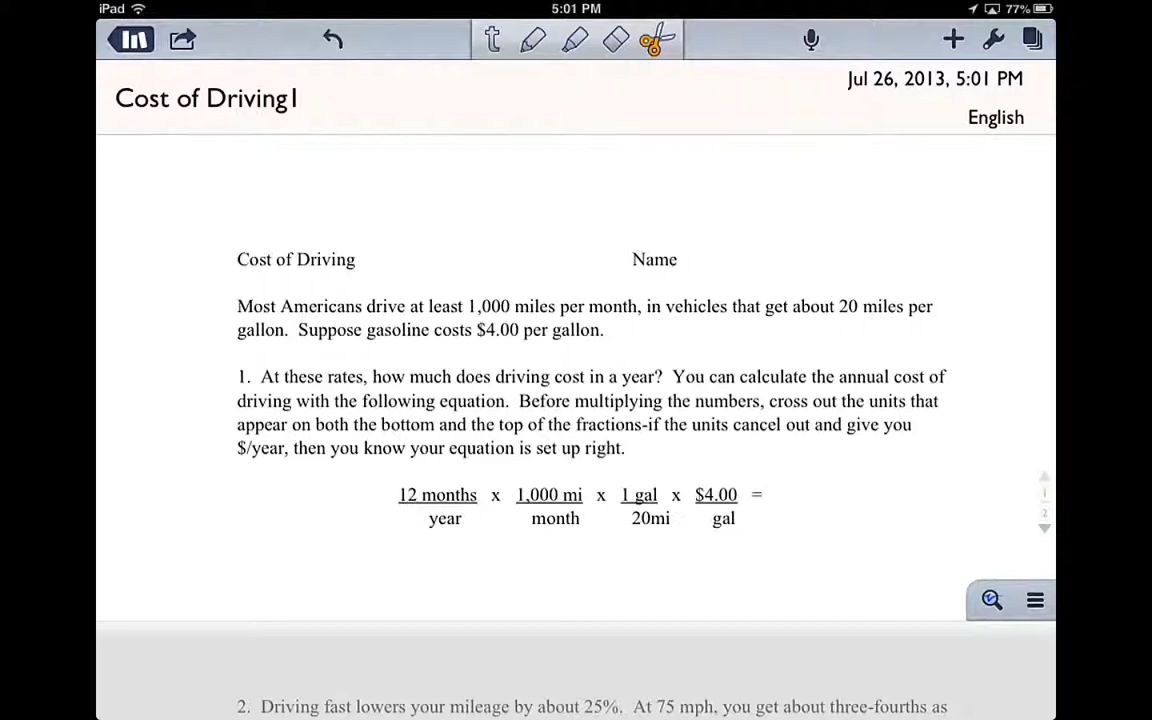 iPad 5:01 PM 77%
t
Cost of Driving1
Jul 26, 2013, 5:01 PM
English
Cost of Driving Name
Most Americans drive at least 1,000 miles per month, in vehicles that get about 20 miles per
gallon. Suppose gasoline costs $4.00 per gallon.
1. At these rates, how much does driving cost in a year? You can calculate the annual cost of
driving with the following equation. Before multiplying the numbers, cross out the units that
appear on both the bottom and the top of the fractions-if the units cancel out and give you
$/year, then you know your equation is set up right.
12 months x 1,000 mi x 1 gal x $4.00 =
year month 20mi gal
1
2
2. Driving fast lowers your mileage by about 25%. At 75 mph, you get about three-fourths as